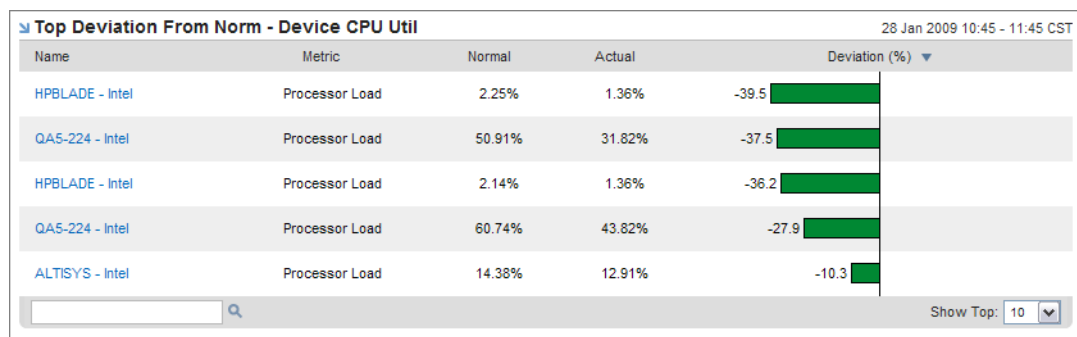 Top Deviation From Norm - Device CPU Util 28 Jan 2009 10:45 - 11:45 CST
Name Metric Normal Actual Deviation (%)
HPBLADE - Intel Processor Load 2.25% 1.36% -39.5
QA5-224 - Intel Processor Load 50.91% 31.82% -37.5
HPBLADE - Intel Processor Load 2.14% 1.36% -36.2
QA5-224 - Intel Processor Load 60.74% 43.82% -27.9
ALTISYS - Intel Processor Load 14.38% 12.91% -10.3
Show Top: 10